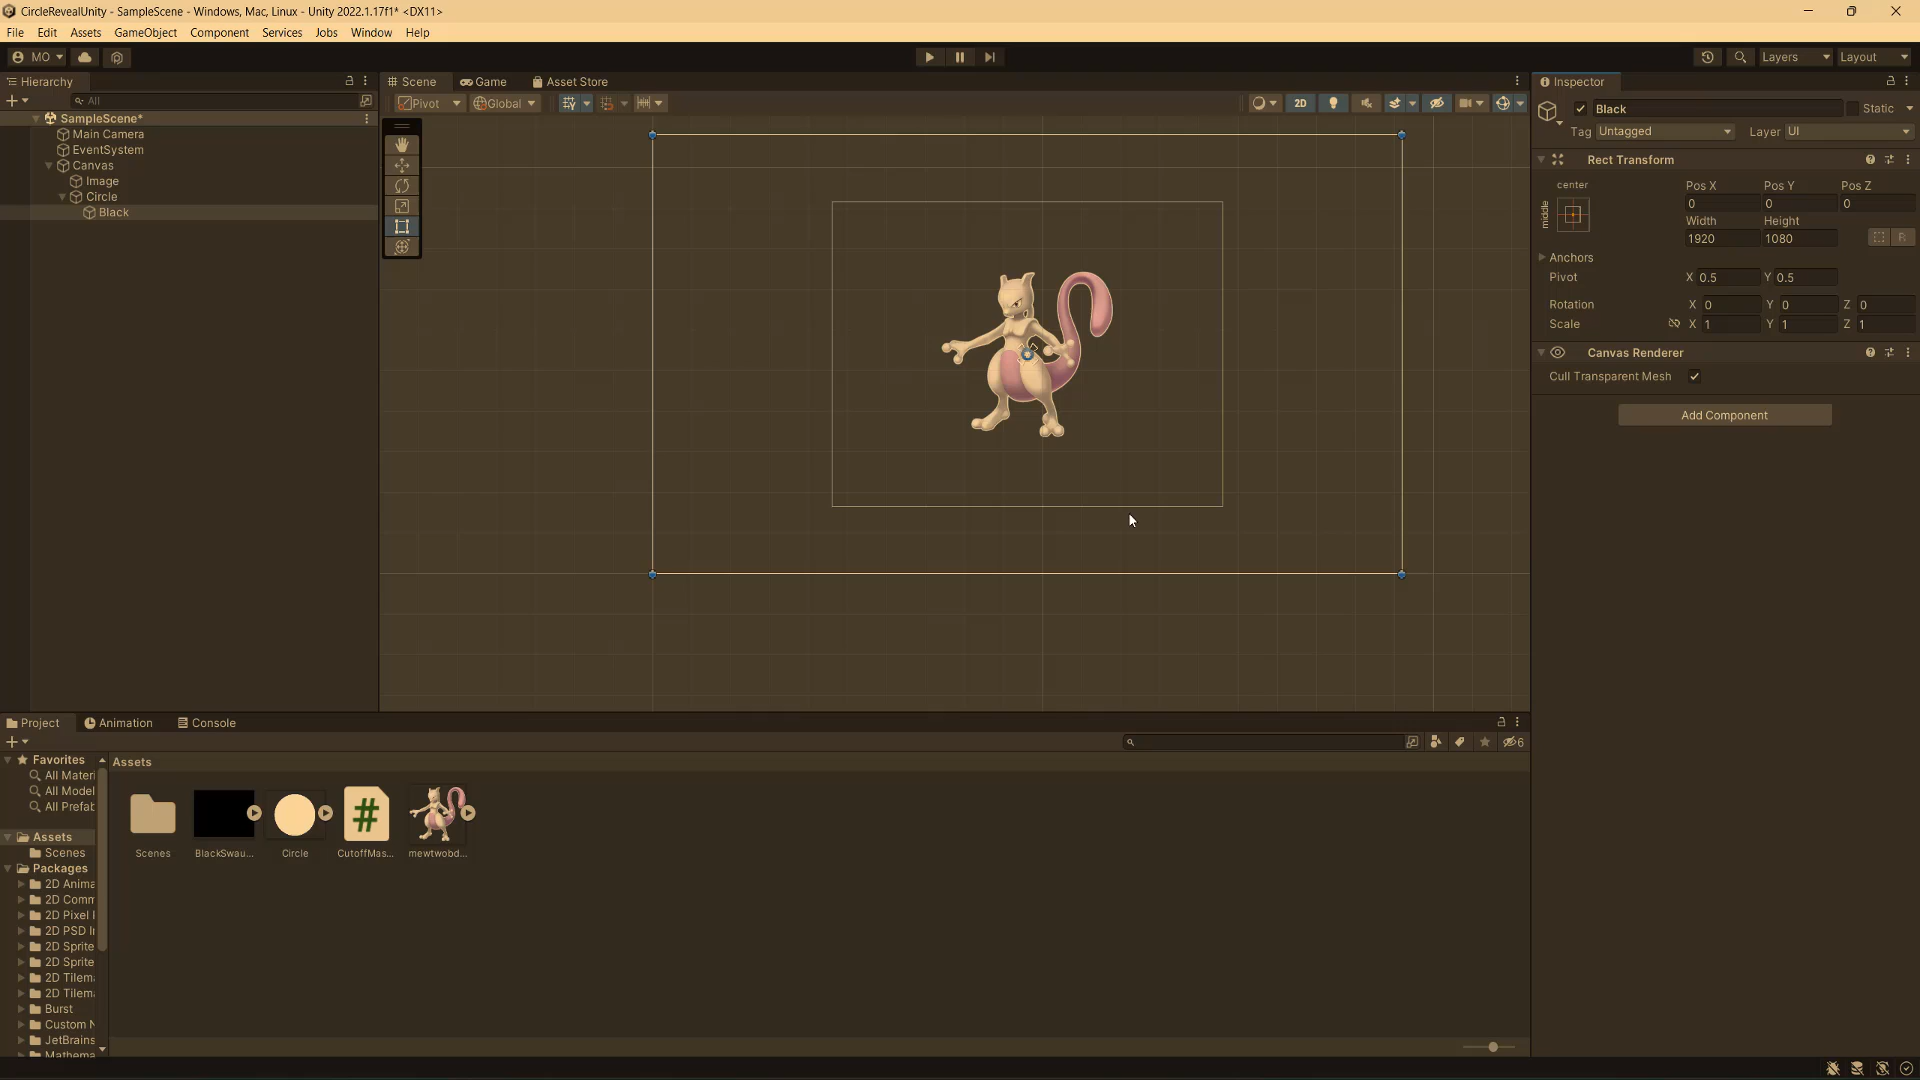 CircleRevealUnity - SampleScene - Windows, Mac, Linux - Unity 2022.1.17f1* <DX11>
File Edit Assets GameObject Component Services Jobs Window Help
MO Layers Layout
Hierarchy
All
SampleScene*
Main Camera
EventSystem
Canvas
Image
Circle
Black
Scene Game Asset Store
Pivot Global 2D
Inspector
Black Static
Tag Untagged Layer UI
Rect Transform
center
middle
Pos X Pos Y Pos Z
0 0 0
Width Height
1920 1080 R
Anchors
Pivot X 0.5 Y 0.5
Rotation X 0 Y 0 Z 0
Scale X 1 Y 1 Z 1
Canvas Renderer
Cull Transparent Mesh
Add Component
Project Animation Console
6
Favorites
All Materi
All Model
All Prefab
Assets
Scenes
Packages
2D Anima
2D Comm
2D Pixel
2D PSD I
2D Sprite
2D Sprite
2D Tilem
2D Tilem
Burst
Custom N
JetBrains
Mathema
Assets
Scenes BlackSwau... Circle CutoffMas... mewtwobd...
#